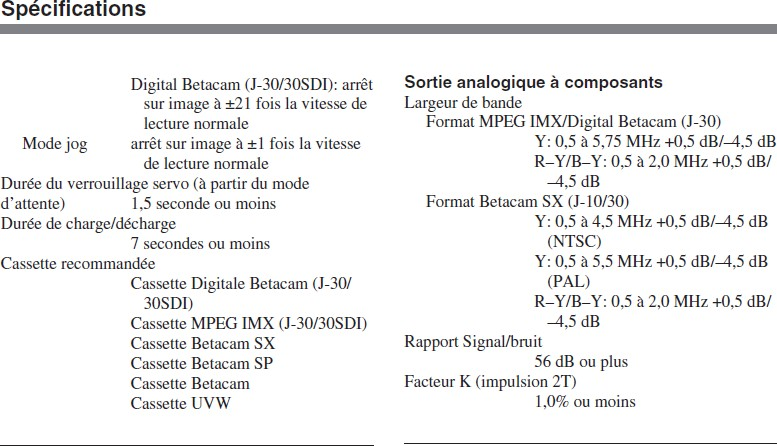 Spécifications
Digital Betacam (J-30/30SDI): arrêt
sur image à ±21 fois la vitesse de
lecture normale
Mode jog arrêt sur image à ±1 fois la vitesse
de lecture normale
Durée du verrouillage servo (à partir du mode
d'attente) 1,5 seconde ou moins
Durée de charge/décharge
7 secondes ou moins
Cassette recommandée
Cassette Digitale Betacam (J-30/
30SDI)
Cassette MPEG IMX (J-30/30SDI)
Cassette Betacam SX
Cassette Betacam SP
Cassette Betacam
Cassette UVW
Sortie analogique à composants
Largeur de bande
Format MPEG IMX/Digital Betacam (J-30)
Y: 0,5 à 5,75 MHz +0,5 dB/–4,5 dB
R–Y/B–Y: 0,5 à 2,0 MHz +0,5 dB/
–4,5 dB
Format Betacam SX (J-10/30)
Y: 0,5 à 4,5 MHz +0,5 dB/–4,5 dB
(NTSC)
Y: 0,5 à 5,5 MHz +0,5 dB/–4,5 dB
(PAL)
R–Y/B–Y: 0,5 à 2,0 MHz +0,5 dB/
–4,5 dB
Rapport Signal/bruit
56 dB ou plus
Facteur K (impulsion 2T)
1,0% ou moins